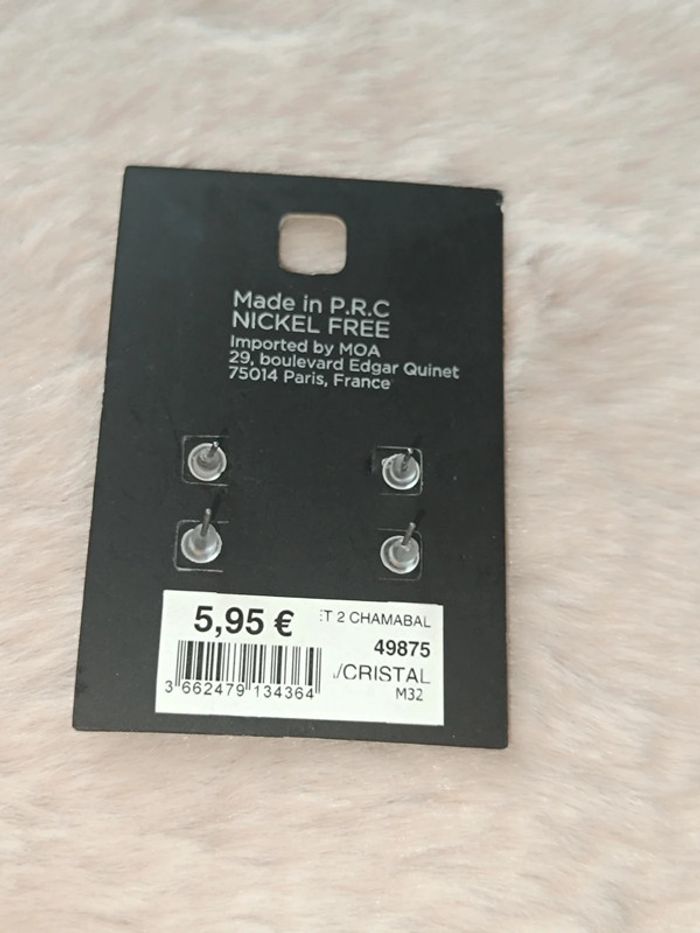 Made in P.R.C
NICKEL FREE
Imported by MOA
29, boulevard Edgar Quinet
75014 Paris, France
5,95 €
T 2 CHAMABAL
49875
/CRISTAL
M32
3 662479 134364